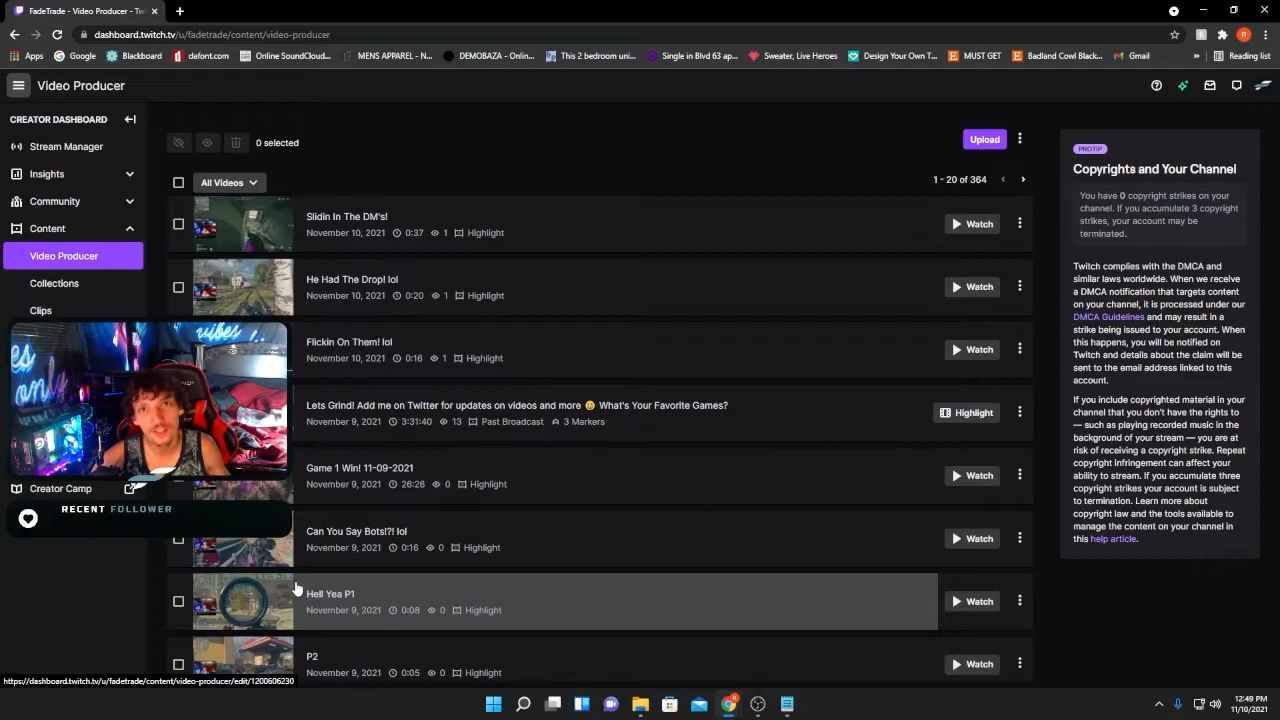 FadeTrade - Video Producer - Tw
dashboard.twitch.tv/u/fadetrade/content/video-producer
Apps
Google
Blackboard
dafont.com
Online SoundCloud...
MENS APPAREL - N...
DEMOBAZA - Onlin...
This 2 bedroom uni...
Single in Blvd 63 ap...
Sweater, Live Heroes
Design Your Own T...
MUST GET
Badland Cowl Black...
Gmail
»
Reading list
Video Producer
CREATOR DASHBOARD
Stream Manager
Insights
Community
Content
Video Producer
Collections
Clips
Creator Camp
vibes
es
only
RECENT FOLLOWER
0 selected
Upload
All Videos
1 - 20 of 364
Slidin In The DM's!
November 10, 2021 0:37 1 Highlight
Watch
He Had The Drop! lol
November 10, 2021 0:20 1 Highlight
Watch
Flickin On Them! lol
November 10, 2021 0:16 1 Highlight
Watch
Lets Grind! Add me on Twitter for updates on videos and more 😀 What's Your Favorite Games?
November 9, 2021 3:31:40 13 Past Broadcast 3 Markers
Highlight
Game 1 Win! 11-09-2021
November 9, 2021 26:26 0 Highlight
Watch
Can You Say Bots!?! lol
November 9, 2021 0:16 0 Highlight
Watch
Hell Yea P1
November 9, 2021 0:08 0 Highlight
Watch
P2
November 9, 2021 0:05 0 Highlight
Watch
PROTIP
Copyrights and Your Channel
You have 0 copyright strikes on
your channel. If you accumulate 3 copyright
strikes, your account may be
terminated.
Twitch complies with the DMCA and
similar laws worldwide. When we receive
a DMCA notification that targets content
on your channel, it is processed under our
DMCA Guidelines and may result in a
strike being issued to your account. When
this happens, you will be notified on
Twitch and details about the claim will be
sent to the email address linked to this
account.
If you include copyrighted material in your
channel that you don't have the rights to
— such as playing recorded music in the
background of your stream — you are at
risk of receiving a copyright strike. Repeat
copyright Infringement can affect your
ability to stream. If you accumulate three
copyright strikes your account is subject to
termination. Learn more about
copyright law and the tools available to
manage the content on your channel in
this help article.
https://dashboard.twitch.tv/u/fadetrade/content/video-producer/edit/1200606230
12:49 PM
11/10/2021